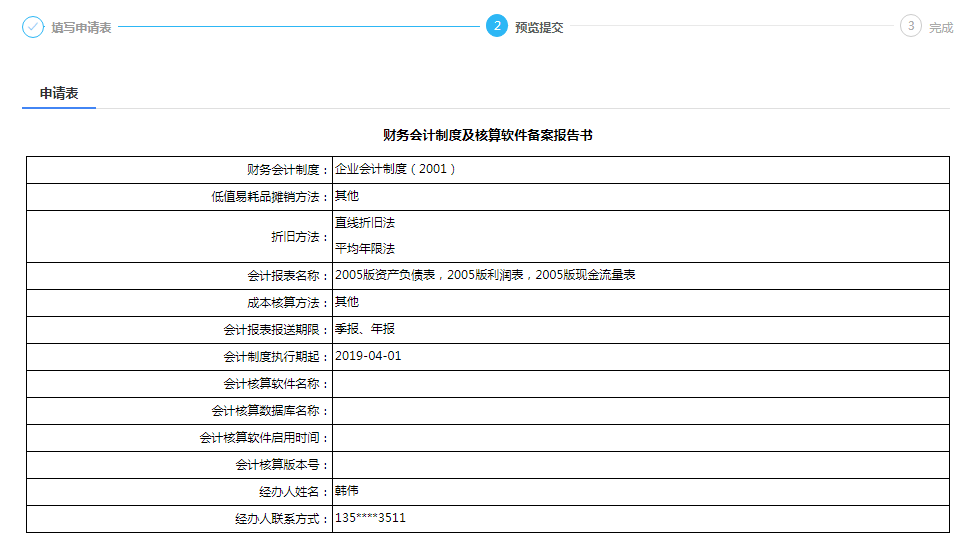 填写申请表
2 预览提交
3 完成
申请表
财务会计制度及核算软件备案报告书
财务会计制度： 企业会计制度（2001）
低值易耗品摊销方法： 其他
折旧方法： 直线折旧法
平均年限法
会计报表名称： 2005版资产负债表，2005版利润表，2005版现金流量表
成本核算方法： 其他
会计报表报送期限： 季报、年报
会计制度执行期起： 2019-04-01
会计核算软件名称：
会计核算数据库名称：
会计核算软件启用时间：
会计核算版本号：
经办人姓名： 韩伟
经办人联系方式： 135****3511